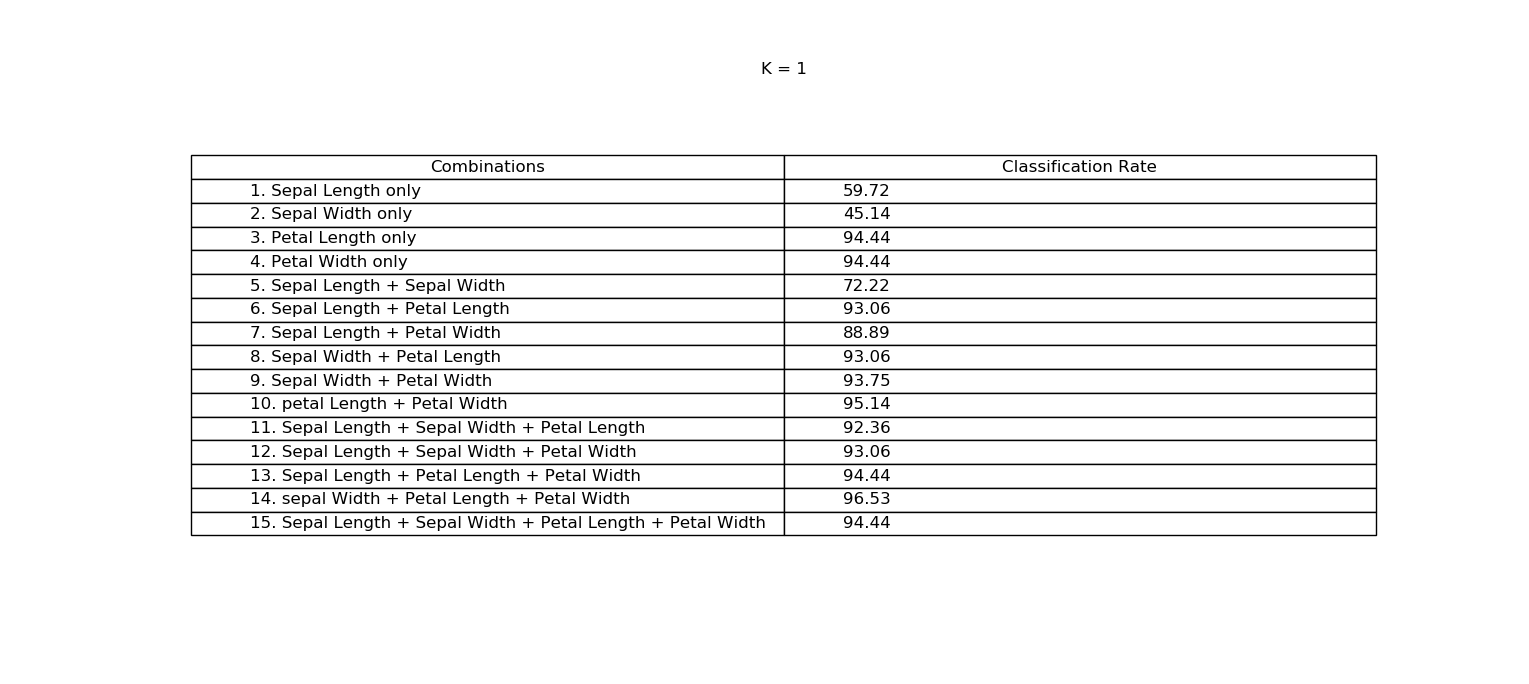 K = 1
Combinations Classification Rate
1. Sepal Length only 59.72
2. Sepal Width only 45.14
3. Petal Length only 94.44
4. Petal Width only 94.44
5. Sepal Length + Sepal Width 72.22
6. Sepal Length + Petal Length 93.06
7. Sepal Length + Petal Width 88.89
8. Sepal Width + Petal Length 93.06
9. Sepal Width + Petal Width 93.75
10. petal Length + Petal Width 95.14
11. Sepal Length + Sepal Width + Petal Length 92.36
12. Sepal Length + Sepal Width + Petal Width 93.06
13. Sepal Length + Petal Length + Petal Width 94.44
14. sepal Width + Petal Length + Petal Width 96.53
15. Sepal Length + Sepal Width + Petal Length + Petal Width 94.44